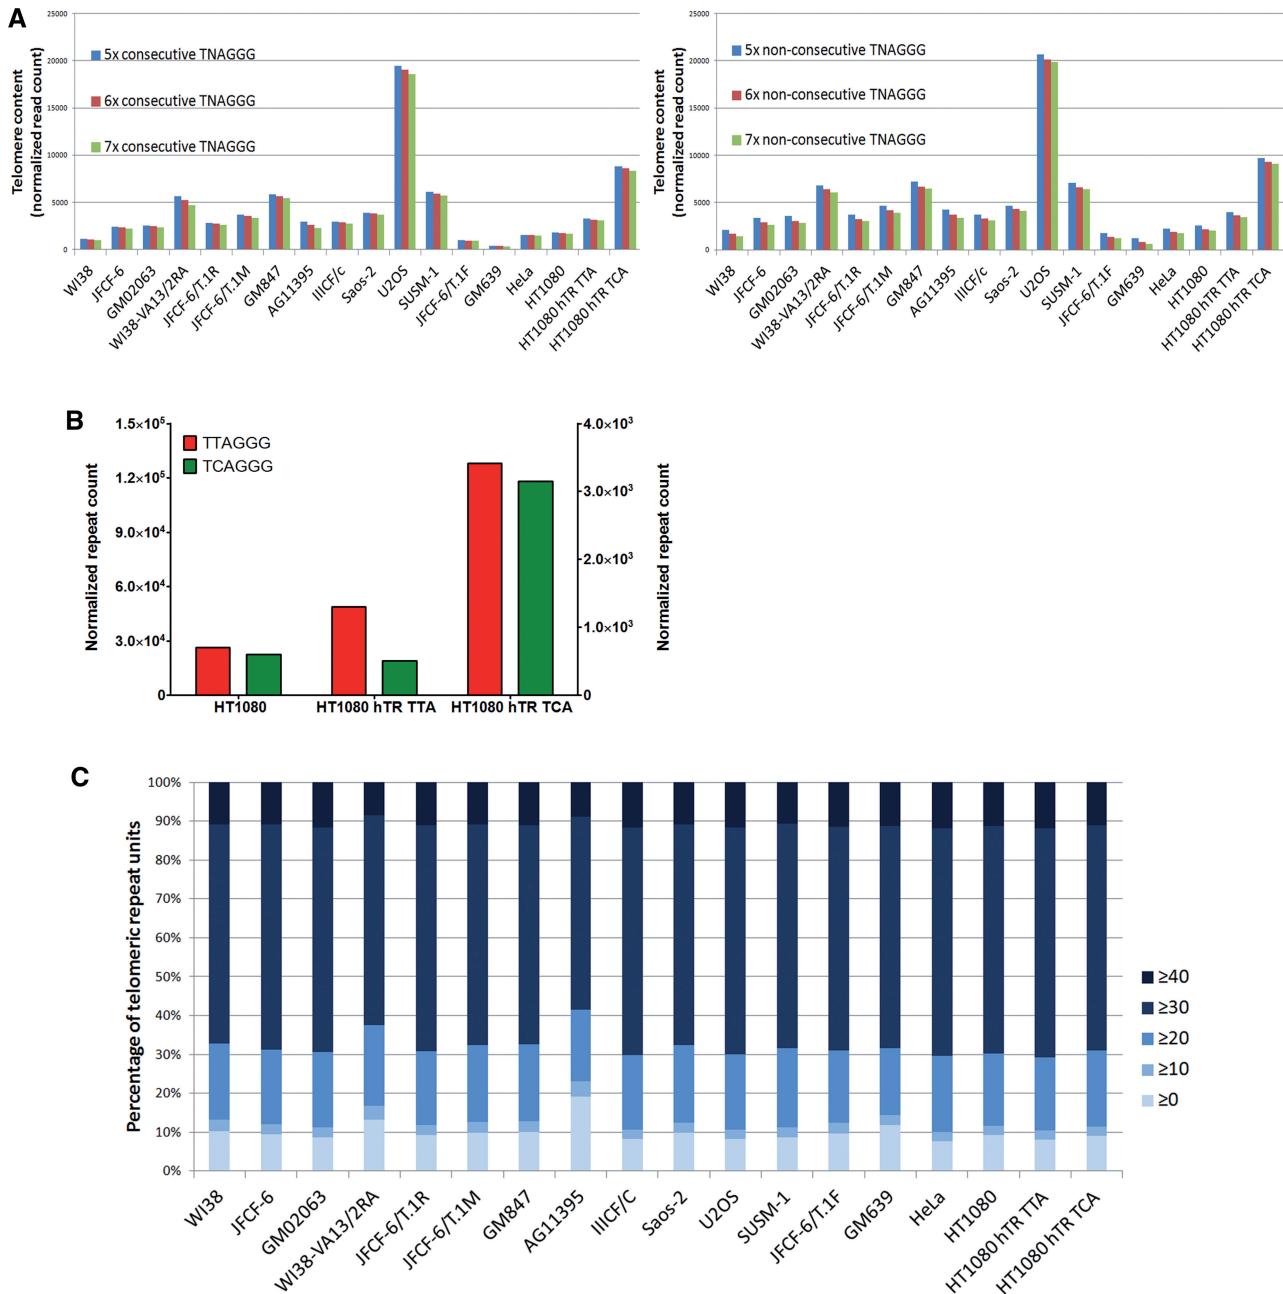 A
Telomere content
(normalized read count)
25000
20000
15000
10000
5000
0
5x consecutive TNAGGG
6x consecutive TNAGGG
7x consecutive TNAGGG
WI38
JFCF-6
GM02063
WI38-VA13/2RA
JFCF-6/T.1R
JFCF-6/T.1M
GM847
AG11395
IIICF/c
Saos-2
U2OS
SUSM-1
JFCF-6/T.1F
GM639
HeLa
HT1080
HT1080 hTR TTA
HT1080 hTR TCA
Telomere content
(normalized read count)
25000
20000
15000
10000
5000
0
5x non-consecutive TNAGGG
6x non-consecutive TNAGGG
7x non-consecutive TNAGGG
WI38
JFCF-6
GM02063
WI38-VA13/2RA
JFCF-6/T.1R
JFCF-6/T.1M
GM847
AG11395
IIICF/c
Saos-2
U2OS
SUSM-1
JFCF-6/T.1F
GM639
HeLa
HT1080
HT1080 hTR TTA
HT1080 hTR TCA
B
Normalized repeat count
1.5×10⁵
1.2×10⁵
9.0×10⁴
6.0×10⁴
3.0×10⁴
0
TTAGGG
TCAGGG
4.0×10³
3.0×10³
2.0×10³
1.0×10³
0
Normalized repeat count
HT1080
HT1080 hTR TTA
HT1080 hTR TCA
C
Percentage of telomeric repeat units
100%
90%
80%
70%
60%
50%
40%
30%
20%
10%
0%
≥40
≥30
≥20
≥10
≥0
WI38
JFCF-6
GM02063
WI38-VA13/2RA
JFCF-6/T.1R
JFCF-6/T.1M
GM847
AG11395
IIICF/C
Saos-2
U2OS
SUSM-1
JFCF-6/T.1F
GM639
HeLa
HT1080
HT1080 hTR TTA
HT1080 hTR TCA